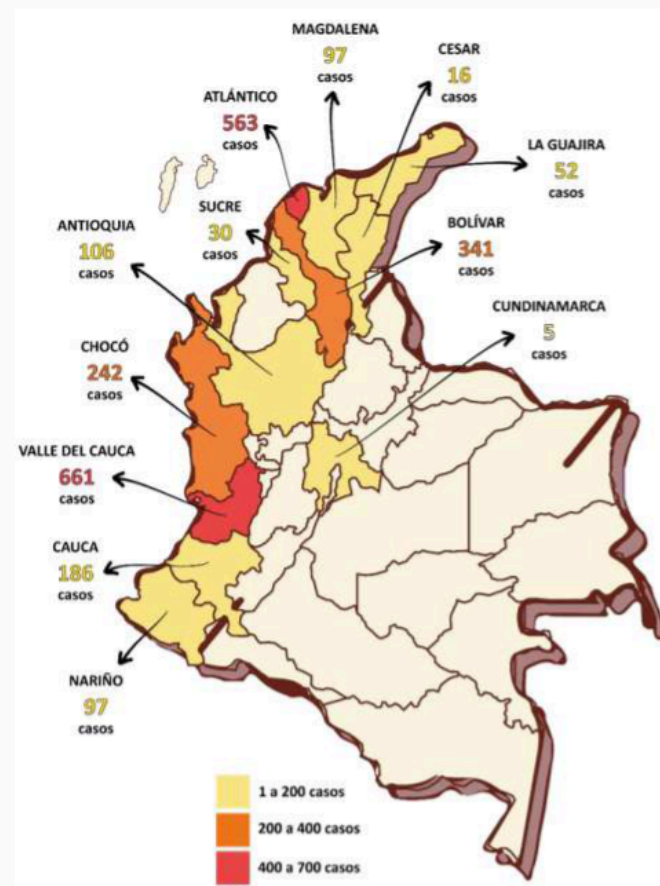 MAGDALENA
97
casos
CESAR
16
casos
ATLÁNTICO
563
casos
LA GUAJIRA
52
casos
SUCRE
30
casos
BOLÍVAR
341
casos
ANTIOQUIA
106
casos
CUNDINAMARCA
5
casos
CHOCÓ
242
casos
VALLE DEL CAUCA
661
casos
CAUCA
186
casos
NARIÑO
97
casos
1 a 200 casos
200 a 400 casos
400 a 700 casos